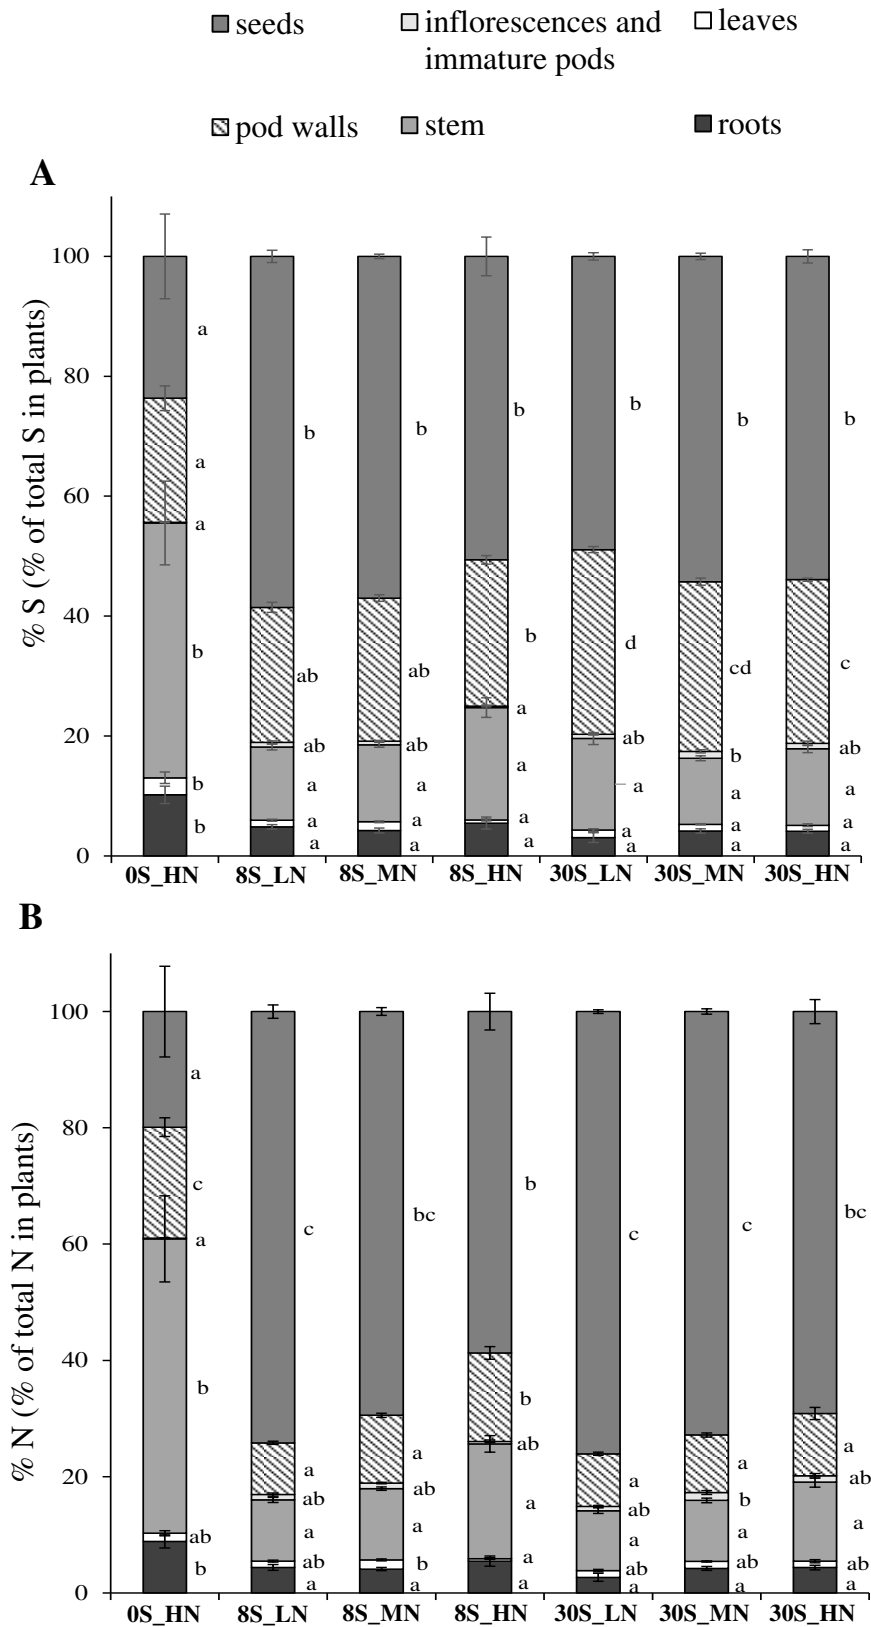 seeds
inflorescences and
immature pods
leaves
pod walls
stem
roots
A
% S (% of total S in plants)
100
80
60
40
20
0
a
a
a
b
b
b
b
ab
ab
a
a
a
b
ab
ab
a
a
a
b
b
a
a
a
a
b
d
ab
a
a
a
b
cd
b
a
a
a
b
c
ab
a
a
a
0S_HN 8S_LN 8S_MN 8S_HN 30S_LN 30S_MN 30S_HN
B
% N (% of total N in plants)
100
80
60
40
20
0
a
c
a
b
ab
b
c
a
ab
a
ab
a
bc
a
ab
a
b
a
b
b
ab
a
a
a
c
a
ab
a
ab
a
c
a
b
a
ab
a
bc
a
ab
a
ab
a
0S_HN 8S_LN 8S_MN 8S_HN 30S_LN 30S_MN 30S_HN